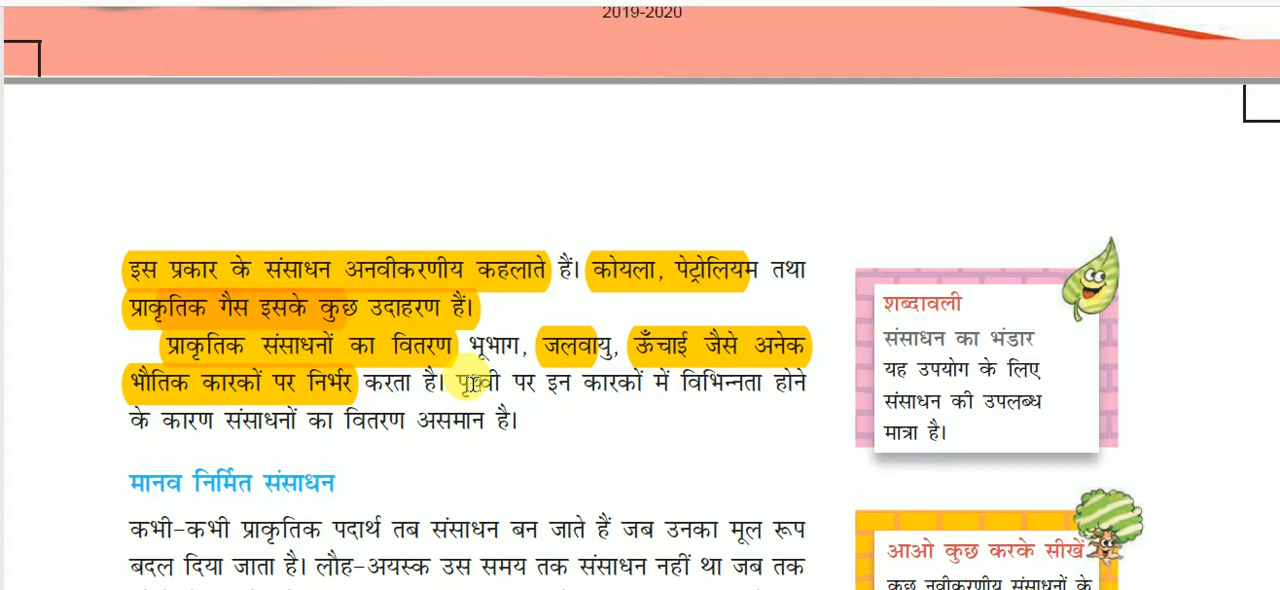 2019-2020
इस प्रकार के संसाधन अनवीकरणीय कहलाते हैं। कोयला, पेट्रोलियम तथा
प्राकृतिक गैस इसके कुछ उदाहरण हैं।
प्राकृतिक संसाधनों का वितरण भूभाग, जलवायु, ऊँचाई जैसे अनेक
भौतिक कारकों पर निर्भर करता है। पृथ्वी पर इन कारकों में विभिन्नता होने
के कारण संसाधनों का वितरण असमान है।
मानव निर्मित संसाधन
कभी-कभी प्राकृतिक पदार्थ तब संसाधन बन जाते हैं जब उनका मूल रूप
बदल दिया जाता है। लौह-अयस्क उस समय तक संसाधन नहीं था जब तक
शब्दावली
संसाधन का भंडार
यह उपयोग के लिए
संसाधन की उपलब्ध
मात्रा है।
आओ कुछ करके सीखें
कुछ नवीकरणीय संसाधनों के